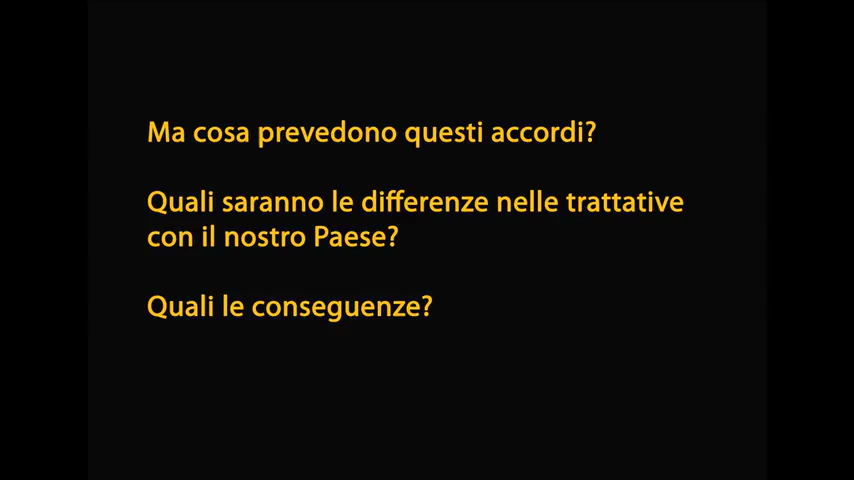 Ma cosa prevedono questi accordi?
Quali saranno le differenze nelle trattative
con il nostro Paese?
Quali le conseguenze?